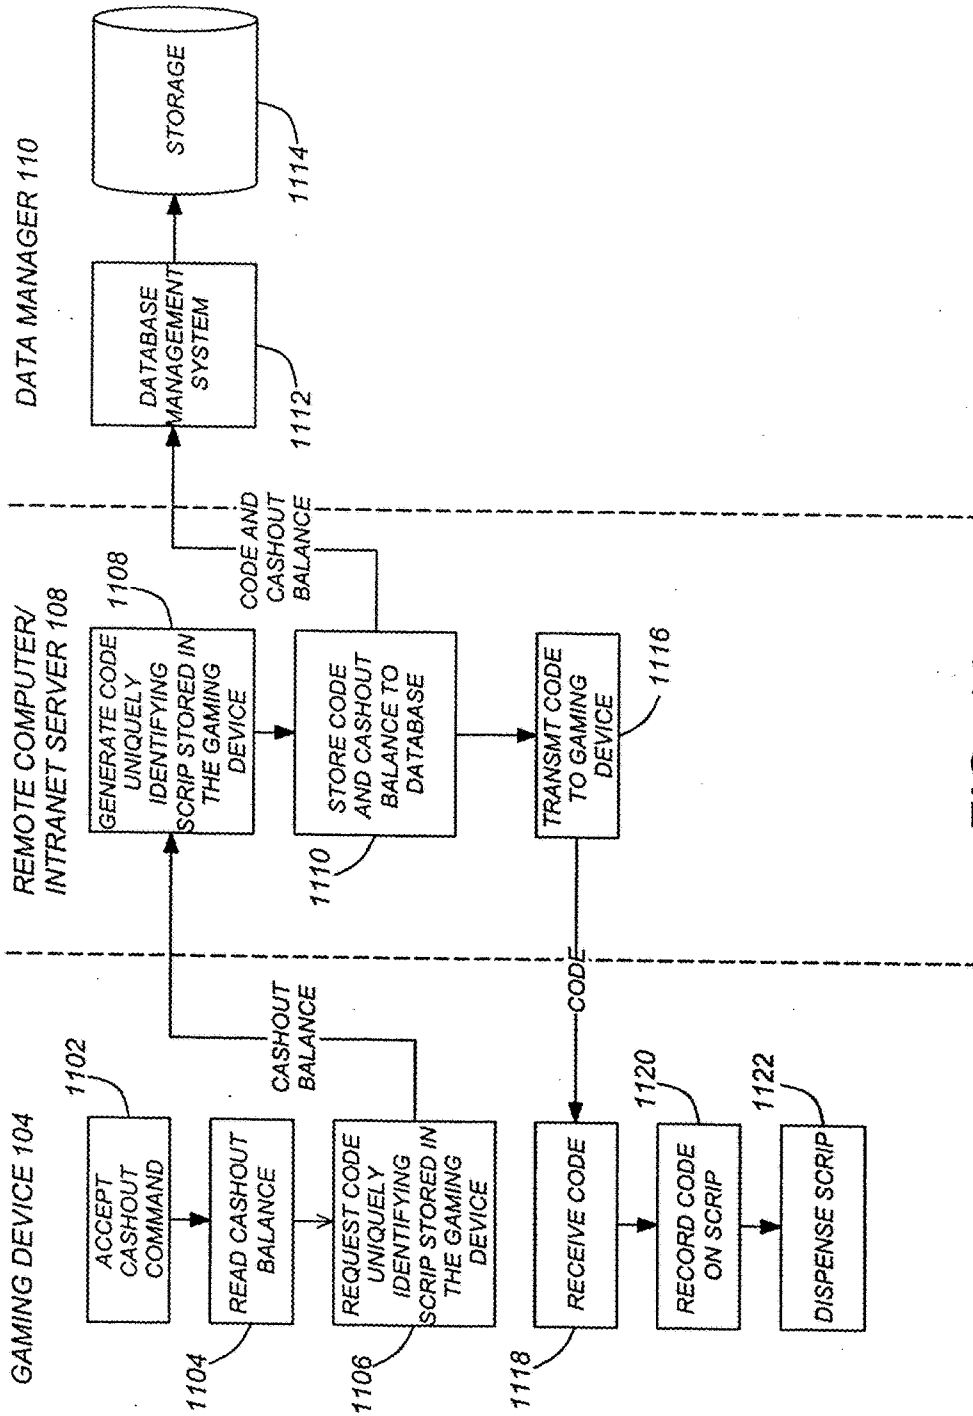 GAMING DEVICE 104
ACCEPT
CASHOUT
COMMAND
1102
READ CASHOUT
BALANCE
1104
REQUEST CODE
UNIQUELY
IDENTIFYING
SCRIP STORED IN
THE GAMING
DEVICE
1106
CASHOUT
BALANCE
RECEIVE CODE
1118
RECORD CODE
ON SCRIP
1120
DISPENSE SCRIP
1122
REMOTE COMPUTER/
INTRANET SERVER 108
GENERATE CODE
UNIQUELY
IDENTIFYING
SCRIP STORED IN
THE GAMING
DEVICE
1108
STORE CODE
AND CASHOUT
BALANCE TO
DATABASE
1110
CODE AND
CASHOUT
BALANCE
TRANSMT CODE
TO GAMING
DEVICE
1116
CODE
DATA MANAGER 110
DATABASE
MANAGEMENT
SYSTEM
1112
STORAGE
1114